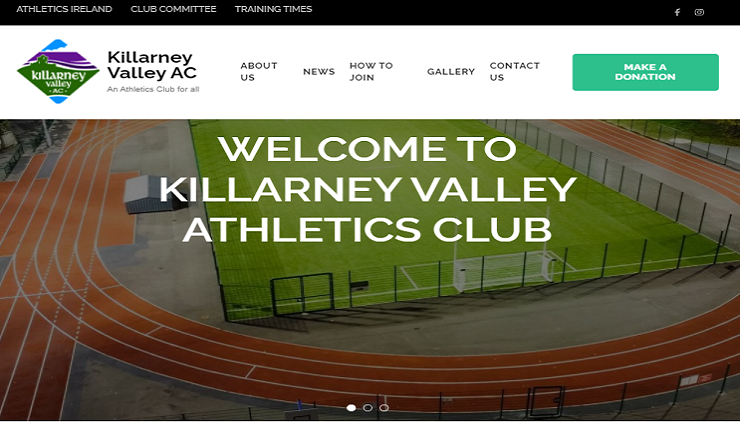 ATHLETICS IRELAND CLUB COMMITTEE TRAINING TIMES
killarney
valley
-AC-
Killarney
Valley AC
An Athletics Club for all
ABOUT
US
NEWS
HOW TO
JOIN
GALLERY
CONTACT
US
MAKE A
DONATION
WELCOME TO
KILLARNEY VALLEY
ATHLETICS CLUB